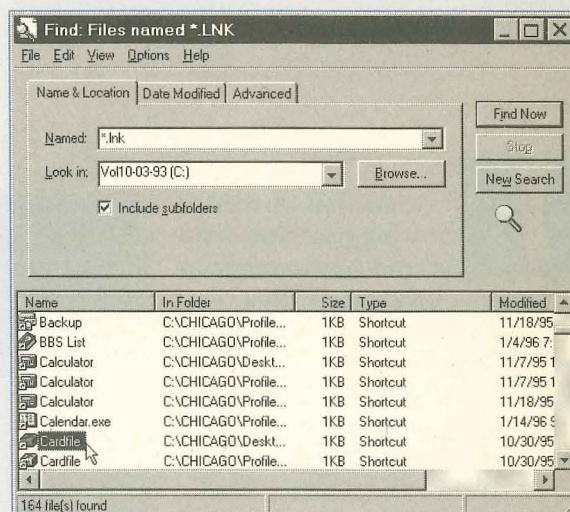 Find: Files named *.LNK
File Edit View Options Help
Name & Location Date Modified Advanced
Named: *.lnk
Look in: Vol10-03-93 (C:) Browse...
Include subfolders
Find Now
Stop
New Search
Name In Folder Size Type Modified
Backup C:\CHICAGO\Profile... 1KB Shortcut 11/18/95
BBS List C:\CHICAGO\Profile... 1KB Shortcut 1/4/96 7:
Calculator C:\CHICAGO\Deskt... 1KB Shortcut 11/7/95 1
Calculator C:\CHICAGO\Profile... 1KB Shortcut 11/7/95 1
Calculator C:\CHICAGO\Profile... 1KB Shortcut 11/18/95
Calendar.exe C:\CHICAGO\Profile... 1KB Shortcut 1/14/96 9
Cardfile C:\CHICAGO\Deskt... 1KB Shortcut 10/30/95
Cardfile C:\CHICAGO\Profile... 1KB Shortcut 10/30/95
164 file(s) found